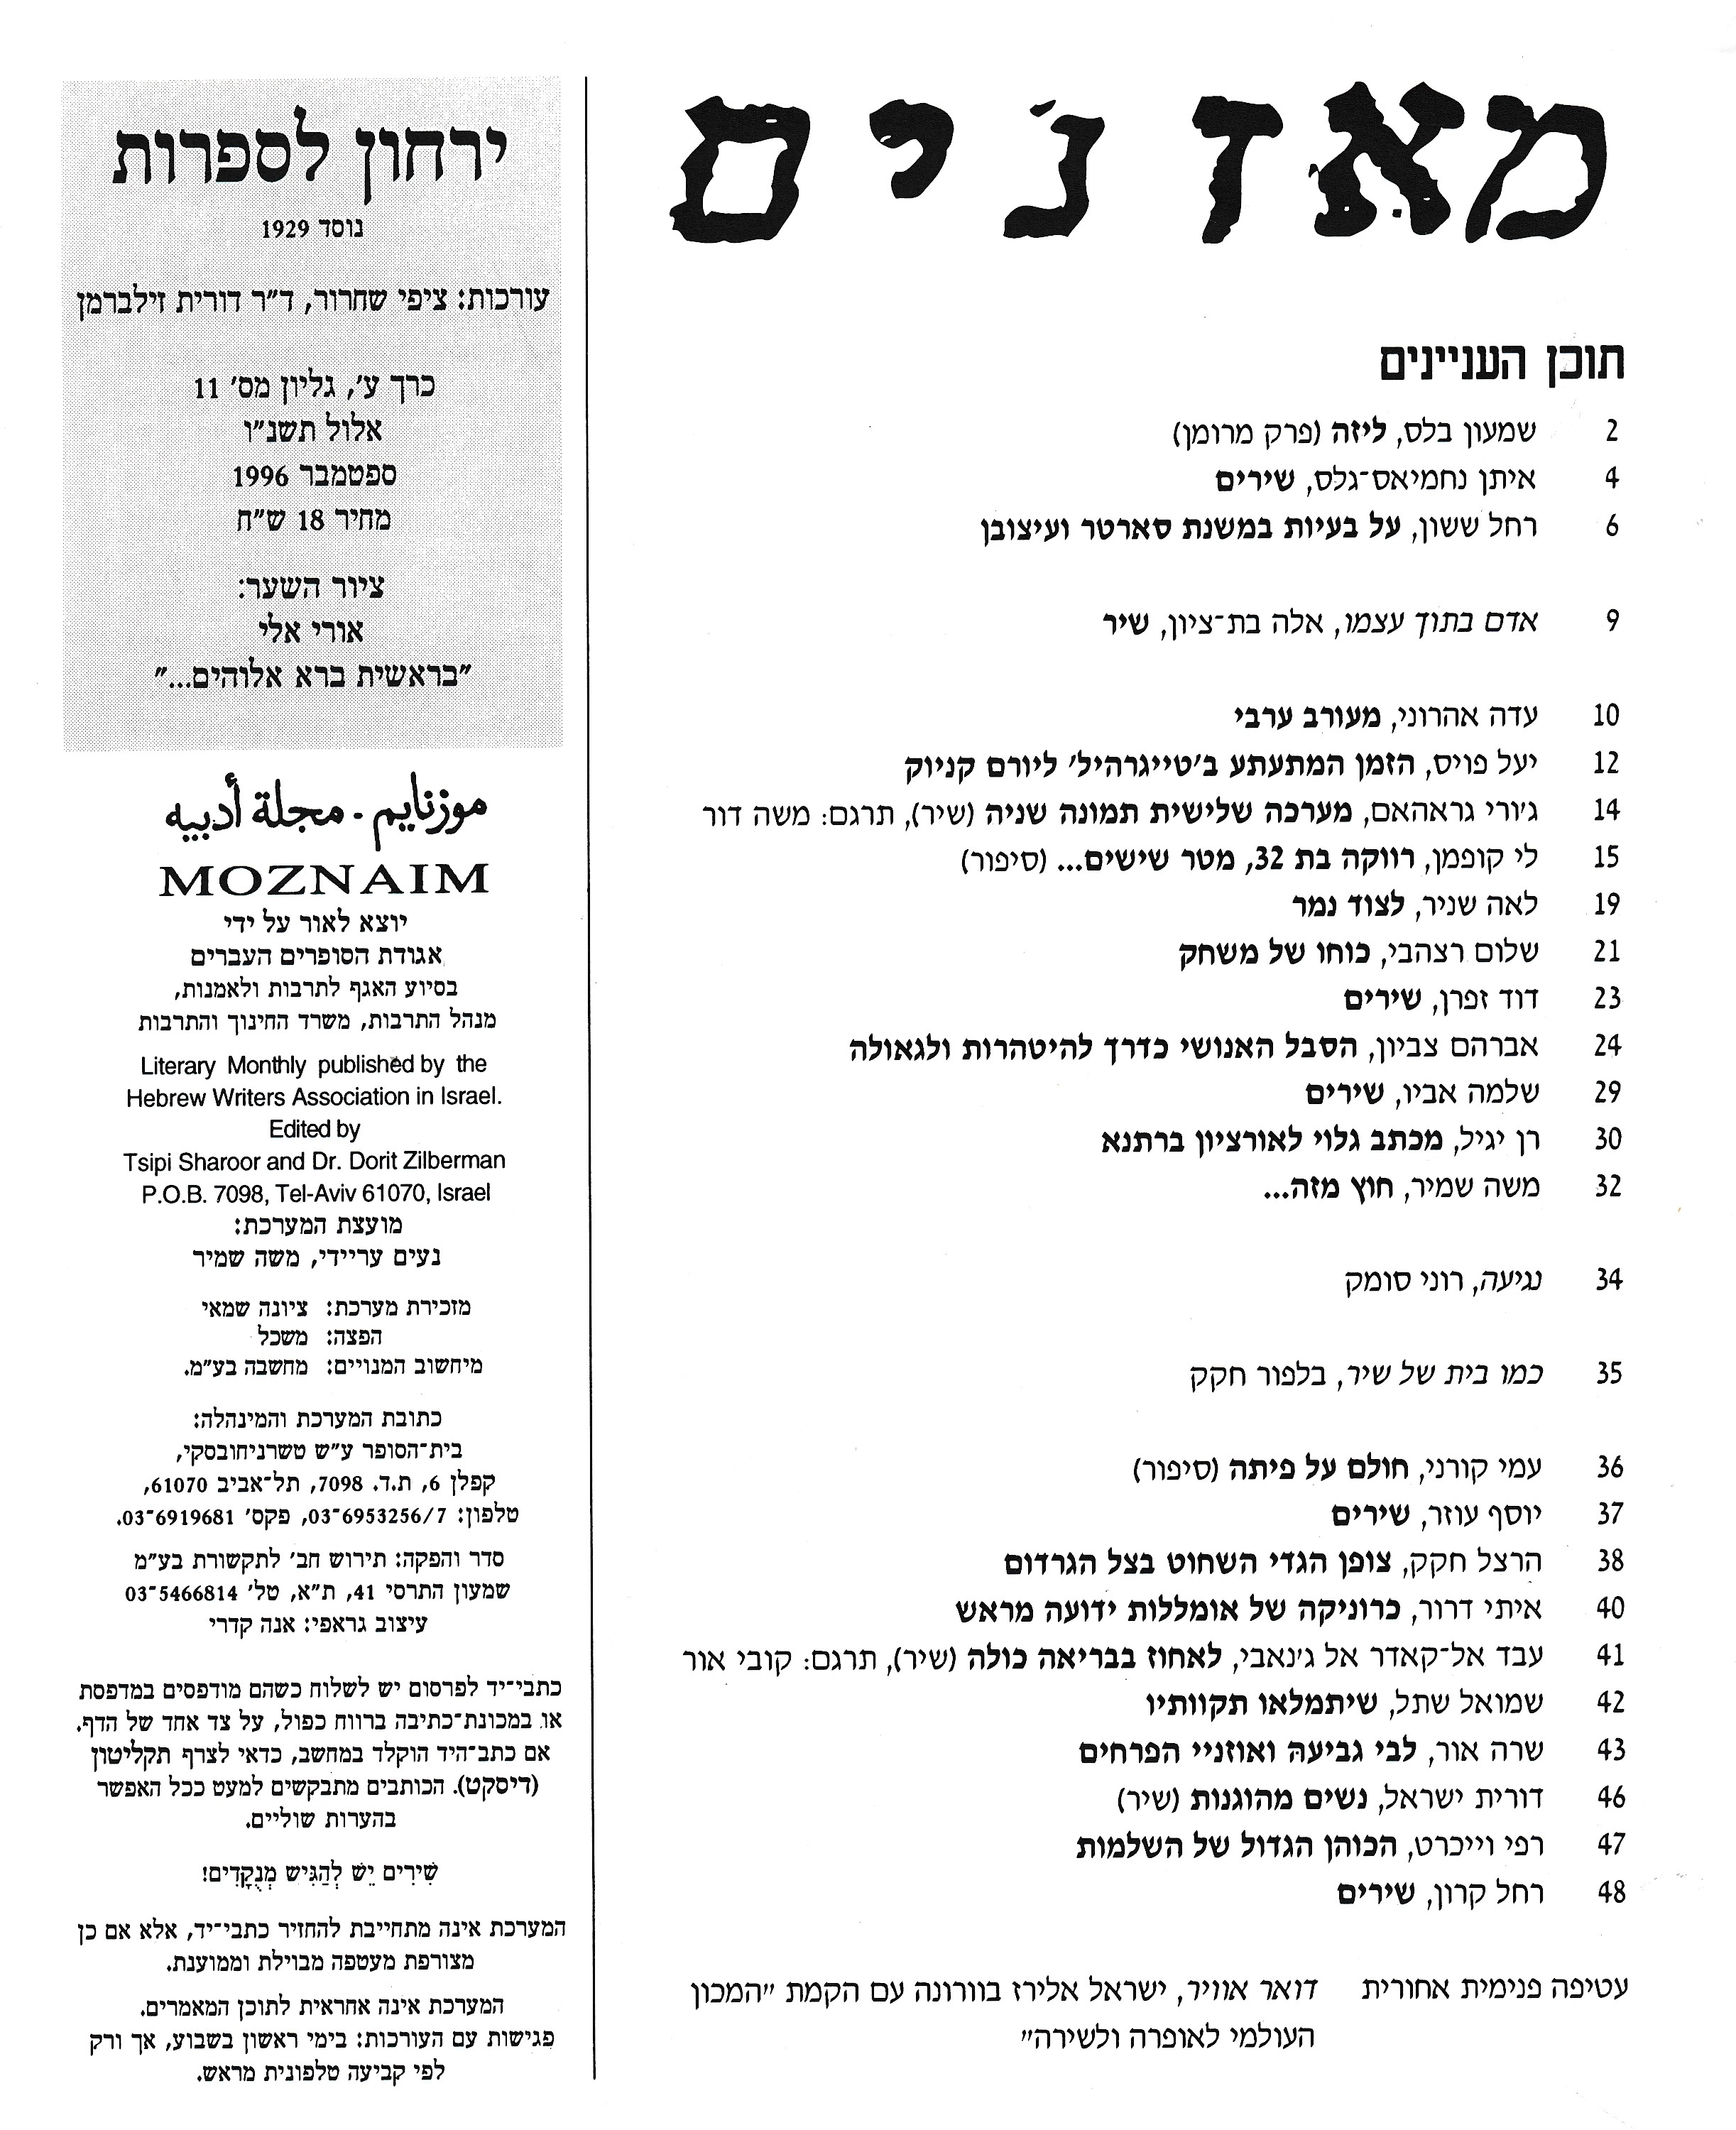 מאזנים
תוכן העניינים
2 שמעון בלס, ליזה (פרק מרומן)
4 איתן נחמיאס־גלס, שירים
6 רחל ששון, על בעיות במשנת סארטר ועיצובן
9 אדם בתוך עצמו, אלה בת־ציון, שיר
10 עדה אהרוני, מעורב ערבי
12 יעל פויס, הזמן המתעתע ב'טייגרהיל' ליורם קניוק
14 ג'ורי גראהאם, מערכה שלישית תמונה שניה (שיר), תרגם: משה דור
15 לי קופמן, רווקה בת 32, מטר שישים... (סיפור)
19 לאה שניר, לצוד נמר
21 שלום רצהבי, כוחו של משחק
23 דוד זפרן, שירים
24 אברהם צביון, הסבל האנושי כדרך להיטהרות ולגאולה
29 שלמה אביו, שירים
30 רן יגיל, מכתב גלוי לאורציון ברתנא
32 משה שמיר, חוץ מזה...
34 נגיעה, רוני סומק
35 כמו בית של שיר, בלפור חקק
36 עמי קורני, חולם על פיתה (סיפור)
37 יוסף עוזר, שירים
38 הרצל חקק, צופן הגדי השחוט בצל הגרדום
40 איתי דרור, כרוניקה של אומללות ידועה מראש
41 עבד אל־קאדר אל ג'נאבי, לאחוז בבריאה כולה (שיר), תרגם: קובי אור
42 שמואל שתל, שיתמלאו תקוותיו
43 שרה אור, לבי גביעה ואוזניי הפרחים
46 דורית ישראל, נשים מהוגנות (שיר)
47 רפי וייכרט, הכוהן הגדול של השלמות
48 רחל קרון, שירים
עטיפה פנימית אחורית דואר אוויר, ישראל אלירז בוורונה עם הקמת "המכון
העולמי לאופרה ולשירה"
ירחון לספרות
נוסד 1929
עורכות: ציפי שחרור, ד"ר דורית זילברמן
כרך ע', גליון מס' 11
אלול תשנ"ו
ספטמבר 1996
מחיר 18 ש"ח
ציור השער:
אורי אלי
"בראשית ברא אלוהים..."
موزنايم - مجلة أدبيه
MOZNAIM
יוצא לאור על ידי
אגודת הסופרים העברים
בסיוע האגף לתרבות ולאמנות,
מנהל התרבות, משרד החינוך והתרבות
Literary Monthly published by the
Hebrew Writers Association in Israel.
Edited by
Tsipi Sharoor and Dr. Dorit Zilberman
P.O.B. 7098, Tel-Aviv 61070, Israel
מועצת המערכת:
נעים עריידי, משה שמיר
מזכירת מערכת: ציונה שמאי
הפצה: משכל
מיחשוב המנויים: מחשבה בע"מ.
כתובת המערכת והמינהלה:
בית־הסופר ע"ש טשרניחובסקי,
קפלן 6, ת.ד. 7098, תל־אביב 61070,
טלפון: 03־6953256/7, פקס' 03־6919681.
סדר והפקה: תירוש חב' לתקשורת בע"מ
שמעון התרסי 41, ת"א, טל' 03־5466814
עיצוב גראפי: אנה קדרי
כתבי־יד לפרסום יש לשלוח כשהם מודפסים במדפסת
או במכונת־כתיבה ברווח כפול, על צד אחד של הדף.
אם כתב־היד הוקלד במחשב, כדאי לצרף תקליטון
(דיסקט). הכותבים מתבקשים למעט ככל האפשר
בהערות שוליים.
שִׁירִים יֵשׁ לְהַגִּישׁ מְנֻקָּדִים!
המערכת אינה מתחייבת להחזיר כתבי־יד, אלא אם כן
מצורפת מעטפה מבוילת וממוענת.
המערכת אינה אחראית לתוכן המאמרים.
פגישות עם העורכות: בימי ראשון בשבוע, אך ורק
לפי קביעה טלפונית מראש.